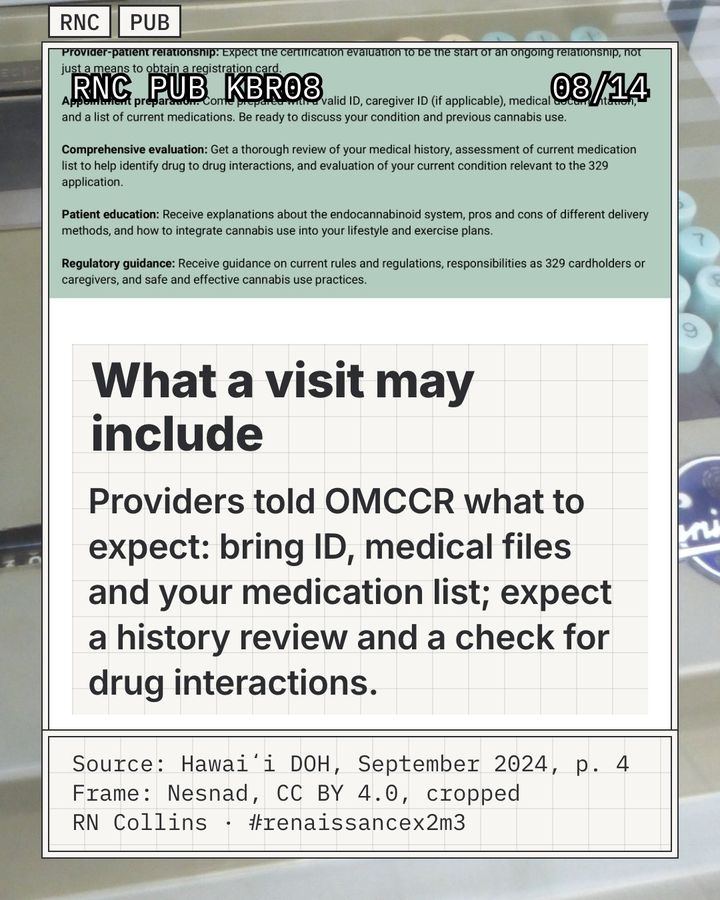 RNC PUB
Provider-patient relationship: Expect the certification evaluation to be the start of an ongoing relationship, not
just a means to obtain a registration card.
RNC PUB KBR08 08/14
Appointment preparation: Come prepared with a valid ID, caregiver ID (if applicable), medical documentation,
and a list of current medications. Be ready to discuss your condition and previous cannabis use.
Comprehensive evaluation: Get a thorough review of your medical history, assessment of current medication
list to help identify drug to drug interactions, and evaluation of your current condition relevant to the 329
application.
Patient education: Receive explanations about the endocannabinoid system, pros and cons of different delivery
methods, and how to integrate cannabis use into your lifestyle and exercise plans.
Regulatory guidance: Receive guidance on current rules and regulations, responsibilities as 329 cardholders or
caregivers, and safe and effective cannabis use practices.
7
9
What a visit may
include
Providers told OMCCR what to
expect: bring ID, medical files
and your medication list; expect
a history review and a check for
drug interactions.
Source: Hawaiʻi DOH, September 2024, p. 4
Frame: Nesnad, CC BY 4.0, cropped
RN Collins · #renaissancex2m3